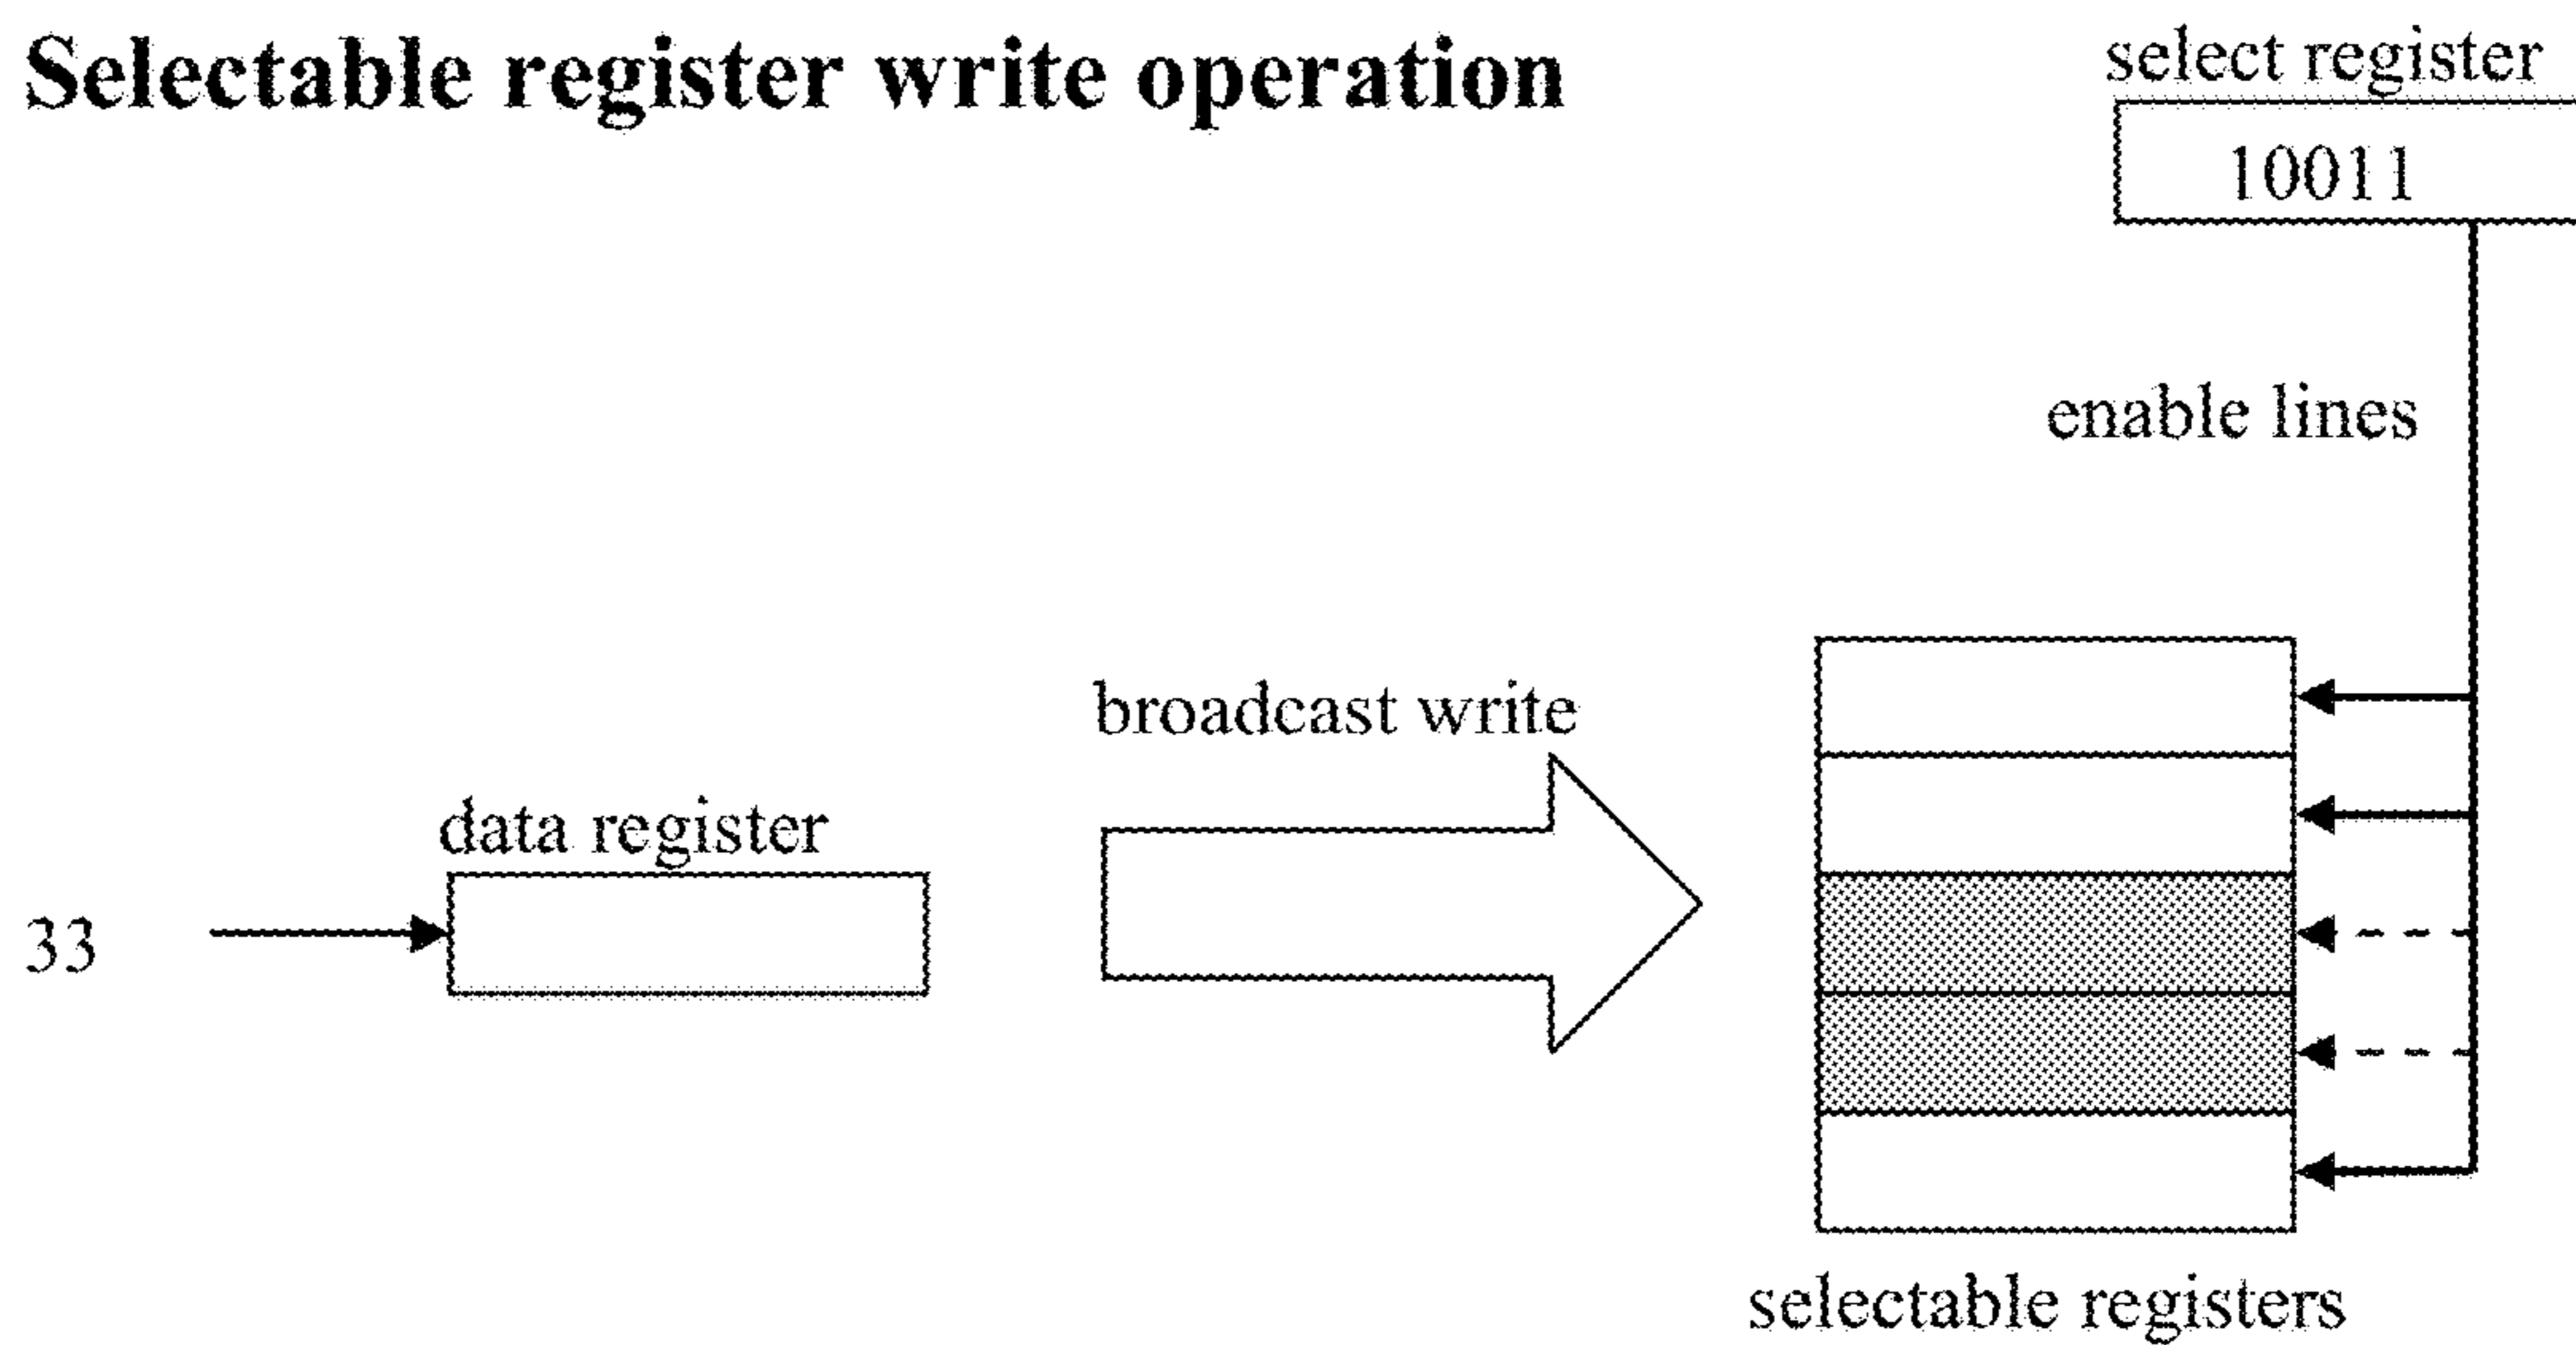 Selectable register write operation
select register
10011
enable lines
broadcast write
data register
33
selectable registers